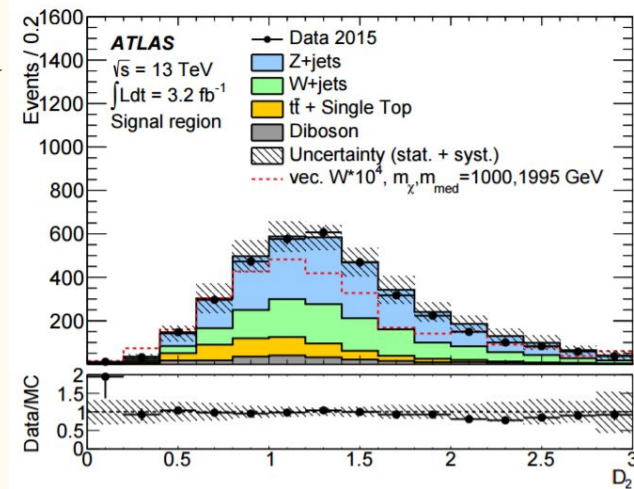 Events / 0.2
1600
1400
1200
1000
800
600
400
200
ATLAS
√s = 13 TeV
∫Ldt = 3.2 fb⁻¹
Signal region
Data 2015
Z+jets
W+jets
tt̄ + Single Top
Diboson
Uncertainty (stat. + syst.)
vec. W*10⁴, mᵪ,m_med=1000,1995 GeV
Data/MC
2
1.5
1
0.5
0
0 0.5 1 1.5 2 2.5 3
D₂